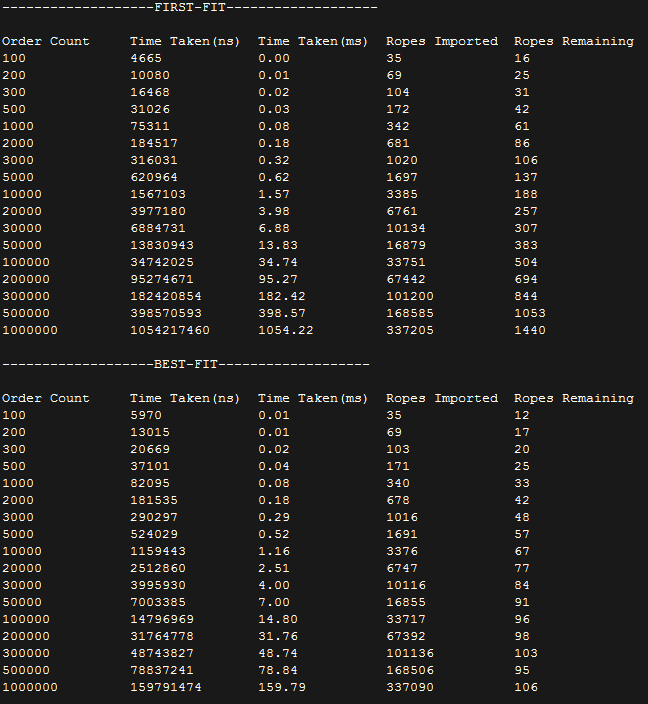 -------------------FIRST-FIT-------------------
Order Count Time Taken(ns) Time Taken(ms) Ropes Imported Ropes Remaining
100 4665 0.00 35 16
200 10080 0.01 69 25
300 16468 0.02 104 31
500 31026 0.03 172 42
1000 75311 0.08 342 61
2000 184517 0.18 681 86
3000 316031 0.32 1020 106
5000 620964 0.62 1697 137
10000 1567103 1.57 3385 188
20000 3977180 3.98 6761 257
30000 6884731 6.88 10134 307
50000 13830943 13.83 16879 383
100000 34742025 34.74 33751 504
200000 95274671 95.27 67442 694
300000 182420854 182.42 101200 844
500000 398570593 398.57 168585 1053
1000000 1054217460 1054.22 337205 1440
-------------------BEST-FIT-------------------
Order Count Time Taken(ns) Time Taken(ms) Ropes Imported Ropes Remaining
100 5970 0.01 35 12
200 13015 0.01 69 17
300 20669 0.02 103 20
500 37101 0.04 171 25
1000 82095 0.08 340 33
2000 181535 0.18 678 42
3000 290297 0.29 1016 48
5000 524029 0.52 1691 57
10000 1159443 1.16 3376 67
20000 2512860 2.51 6747 77
30000 3995930 4.00 10116 84
50000 7003385 7.00 16855 91
100000 14796969 14.80 33717 96
200000 31764778 31.76 67392 98
300000 48743827 48.74 101136 103
500000 78837241 78.84 168506 95
1000000 159791474 159.79 337090 106